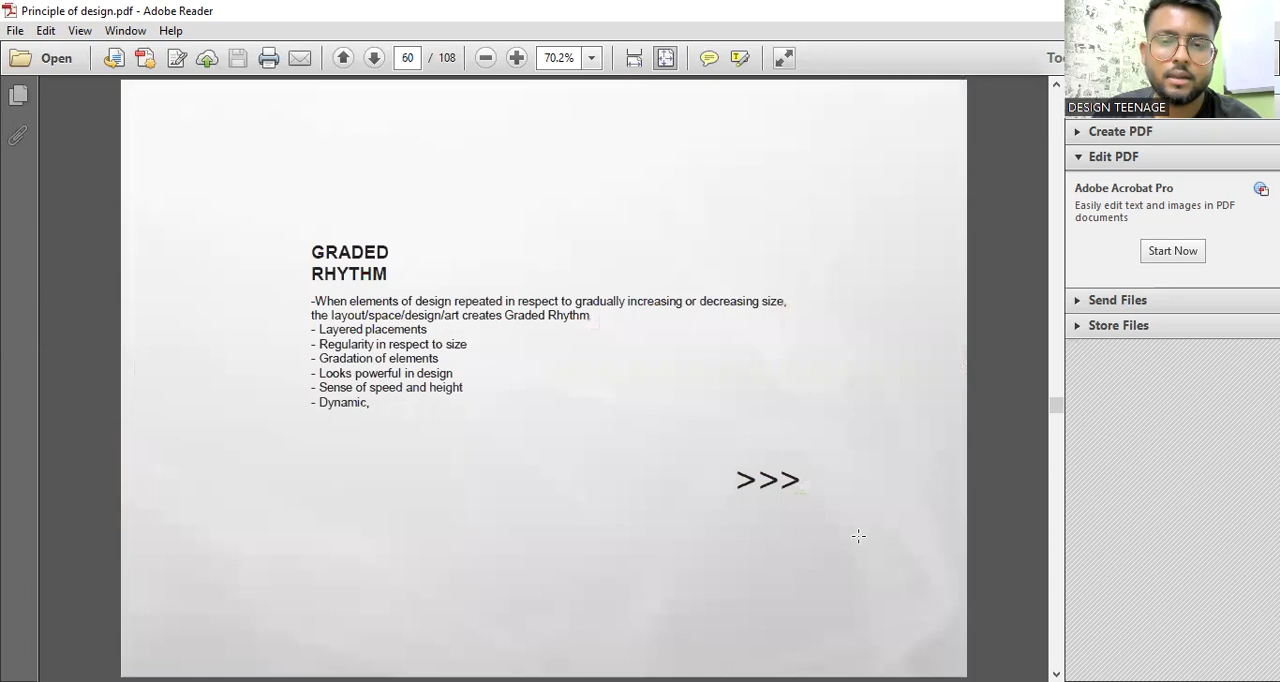 Principle of design.pdf - Adobe Reader
File Edit View Window Help
Open
60 / 108
70.2%
DESIGN TEENAGE
Create PDF
Edit PDF
Adobe Acrobat Pro
Easily edit text and images in PDF
documents
Start Now
Send Files
Store Files
GRADED
RHYTHM
-When elements of design repeated in respect to gradually increasing or decreasing size,
the layout/space/design/art creates Graded Rhythm
- Layered placements
- Regularity in respect to size
- Gradation of elements
- Looks powerful in design
- Sense of speed and height
- Dynamic,
>>>